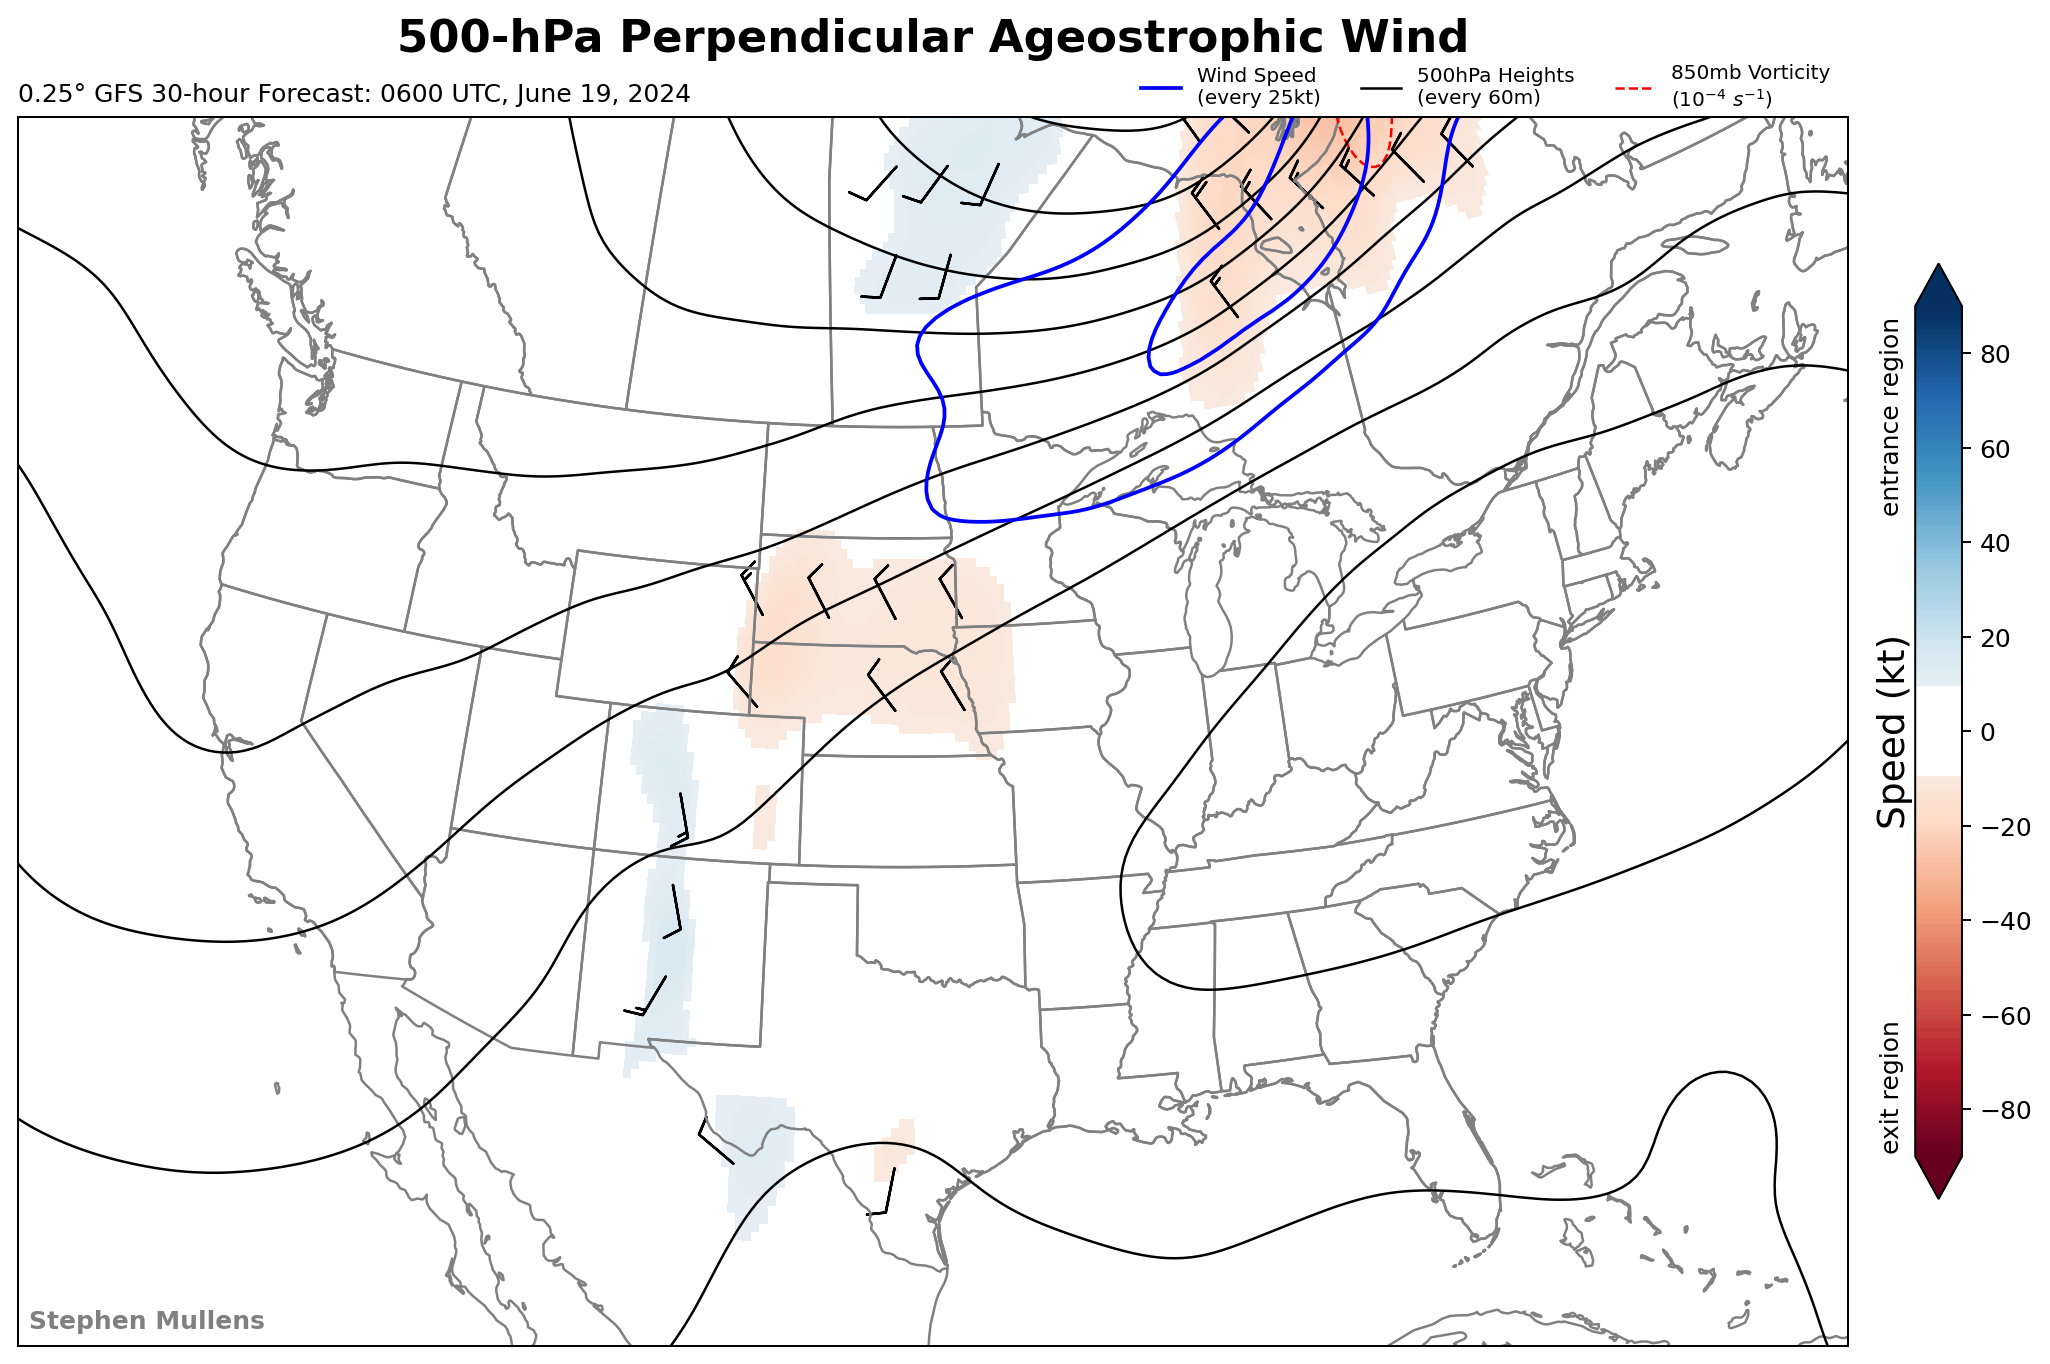 500-hPa Perpendicular Ageostrophic Wind
0.25° GFS 30-hour Forecast: 0600 UTC, June 19, 2024
Wind Speed
(every 25kt)
500hPa Heights
(every 60m)
850mb Vorticity
(10⁻⁴ s⁻¹)
entrance region
Speed (kt)
exit region
80
60
40
20
0
−20
−40
−60
−80
Stephen Mullens